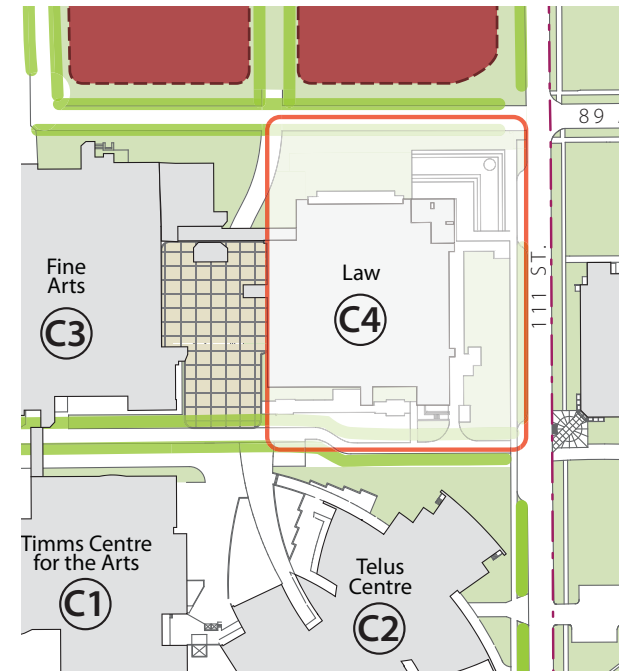 89
111 ST.
Fine
Arts
C3
Law
C4
Timms Centre
for the Arts
C1
Telus
Centre
C2